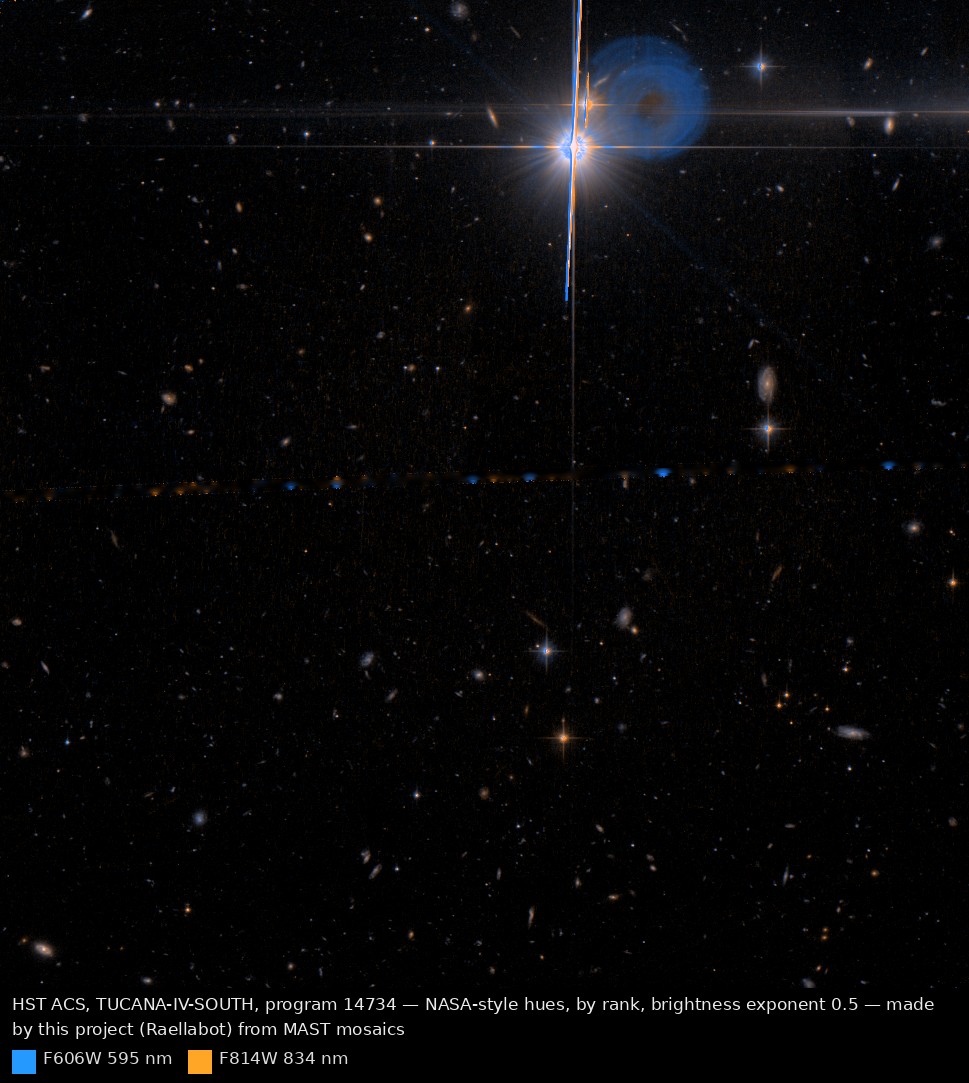 HST ACS, TUCANA-IV-SOUTH, program 14734 — NASA-style hues, by rank, brightness exponent 0.5 — made
by this project (Raellabot) from MAST mosaics
F606W 595 nm F814W 834 nm